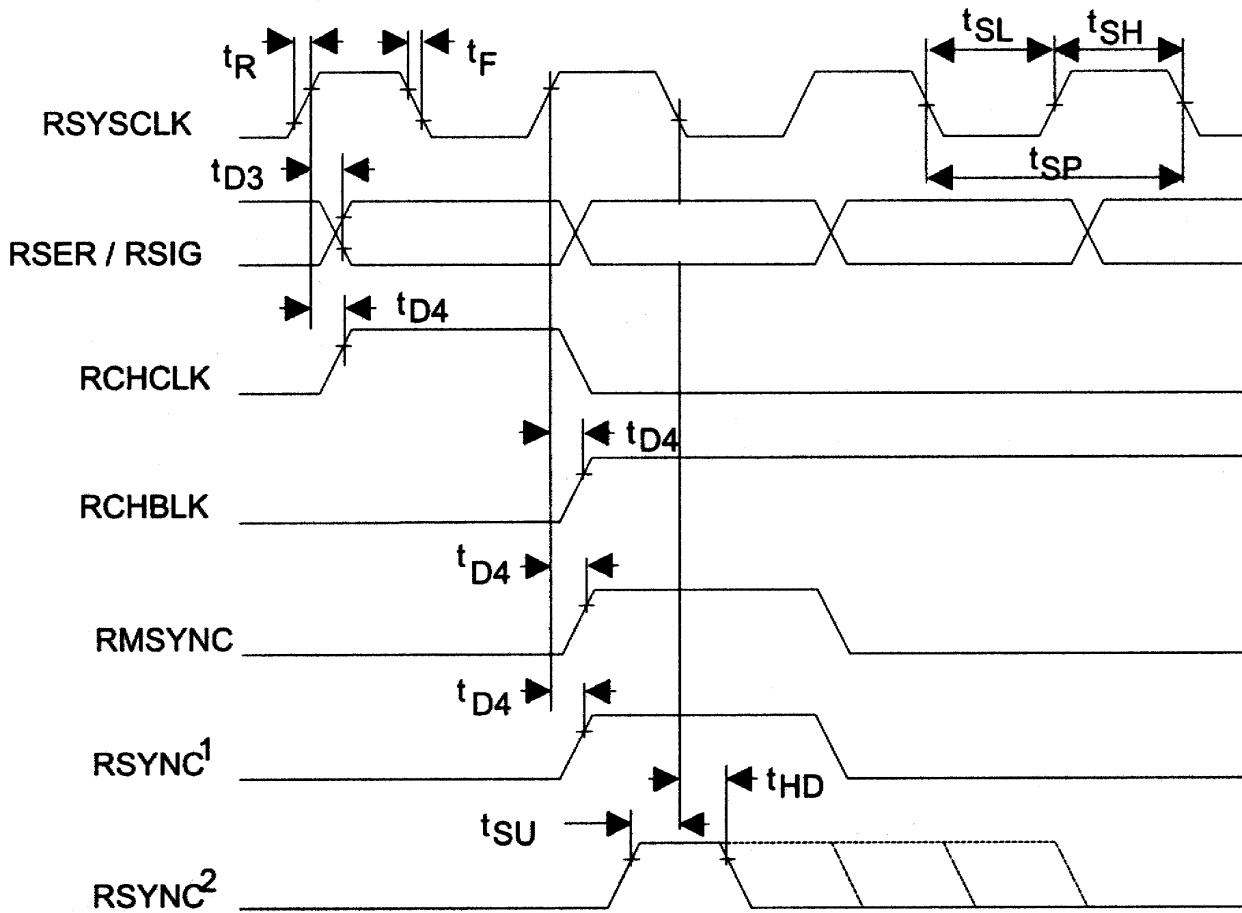 tSL tSH
tR tF
RSYSCLK
tSP
tD3
RSER / RSIG
tD4
RCHCLK
tD4
RCHBLK
tD4
RMSYNC
tD4
RSYNC1
tHD
tSU
RSYNC2